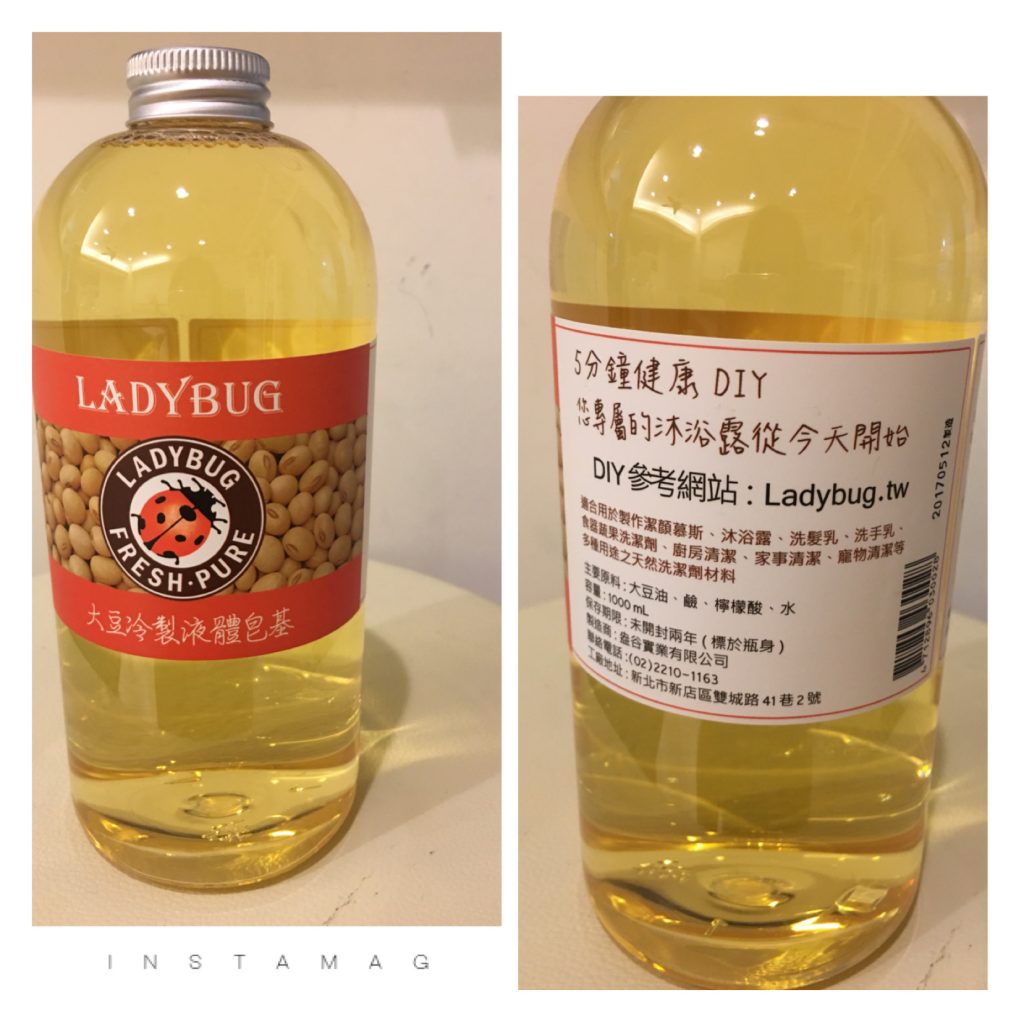 LADYBUG
LADYBUG
FRESH·PURE
大豆冷製液體皂基
INSTAMAG
5分鐘健康 DIY
您專屬的沐浴露從今天開始
DIY參考網站：Ladybug.tw
適合用於製作潔顏慕斯、沐浴露、洗髮乳、洗手乳、
食器蔬果洗潔劑、廚房清潔、家事清潔、寵物清潔等
多種用途之天然洗潔劑材料
主要原料：大豆油、鹼、檸檬酸、水
容量：1000 mL
保存期限：未開封兩年（標於瓶身）
製造商：盎谷實業有限公司
聯絡電話：(02)2210-1163
工廠地址：新北市新店區雙城路41巷2號
20170512製造